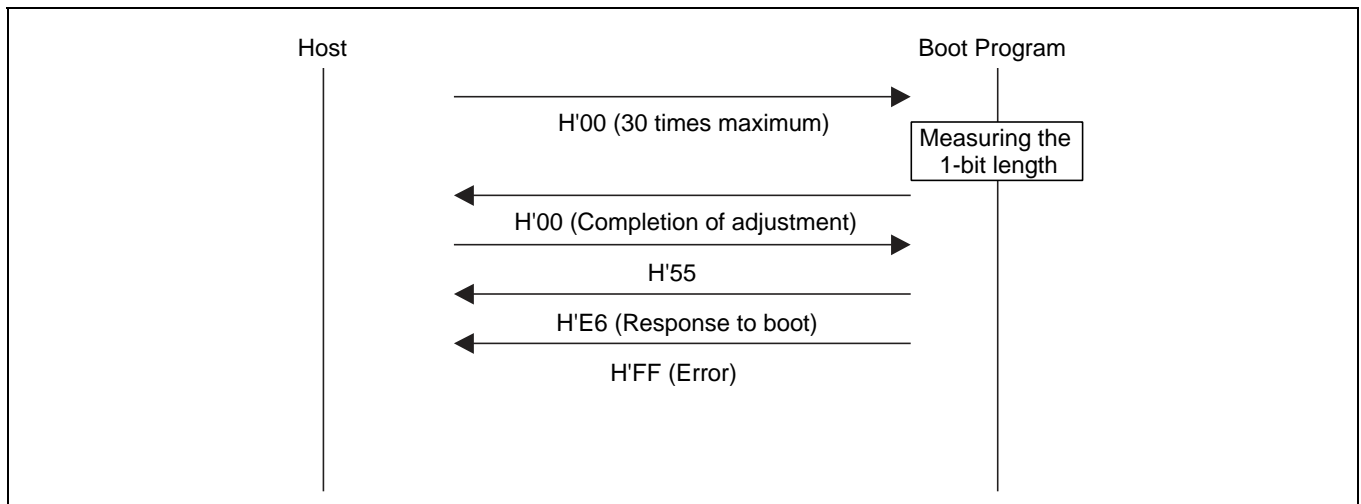 Host
Boot Program
H'00 (30 times maximum)
Measuring the
1-bit length
H'00 (Completion of adjustment)
H'55
H'E6 (Response to boot)
H'FF (Error)